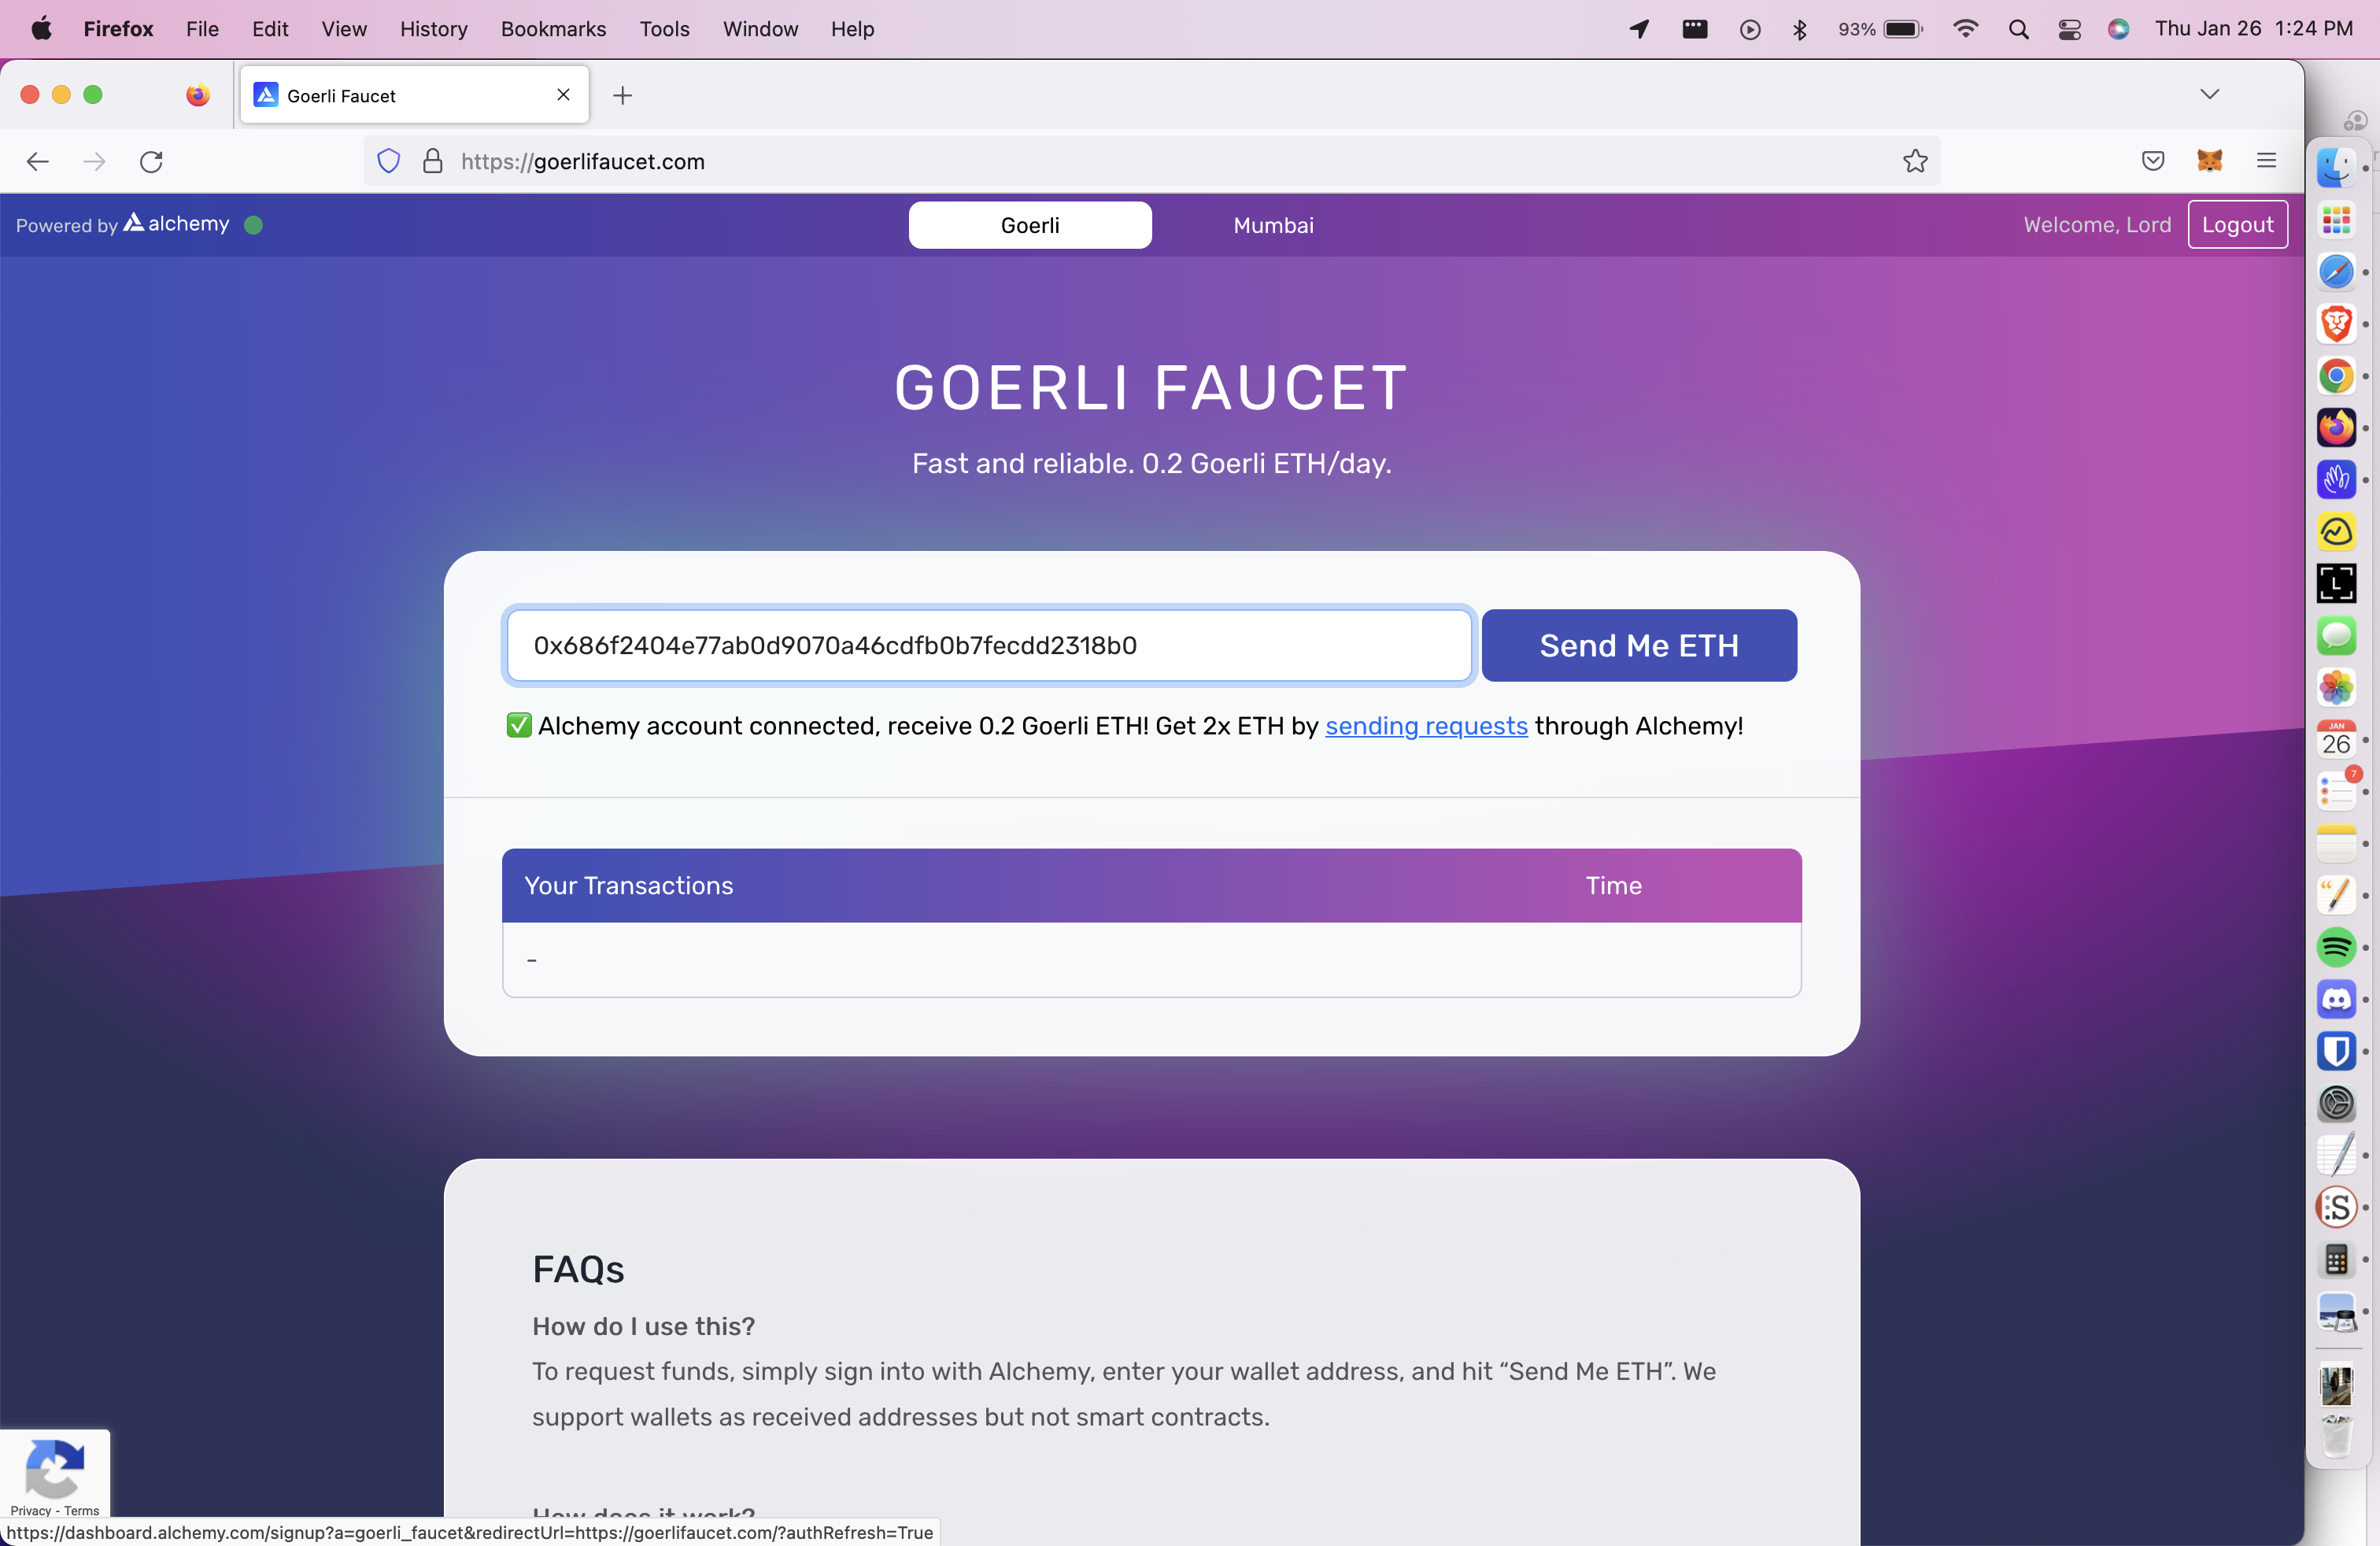 Firefox File Edit View History Bookmarks Tools Window Help 93% Thu Jan 26 1:24 PM
Goerli Faucet
https://goerlifaucet.com
Powered by alchemy Goerli Mumbai Welcome, Lord Logout
GOERLI FAUCET
Fast and reliable. 0.2 Goerli ETH/day.
0x686f2404e77ab0d9070a46cdfb0b7fecdd2318b0 Send Me ETH
✅ Alchemy account connected, receive 0.2 Goerli ETH! Get 2x ETH by sending requests through Alchemy!
Your Transactions Time
-
FAQs
How do I use this?
To request funds, simply sign into with Alchemy, enter your wallet address, and hit “Send Me ETH”. We
support wallets as received addresses but not smart contracts.
How does it work?
Privacy - Terms
https://dashboard.alchemy.com/signup?a=goerli_faucet&redirectUrl=https://goerlifaucet.com/?authRefresh=True
L
JAN
26
7
:S